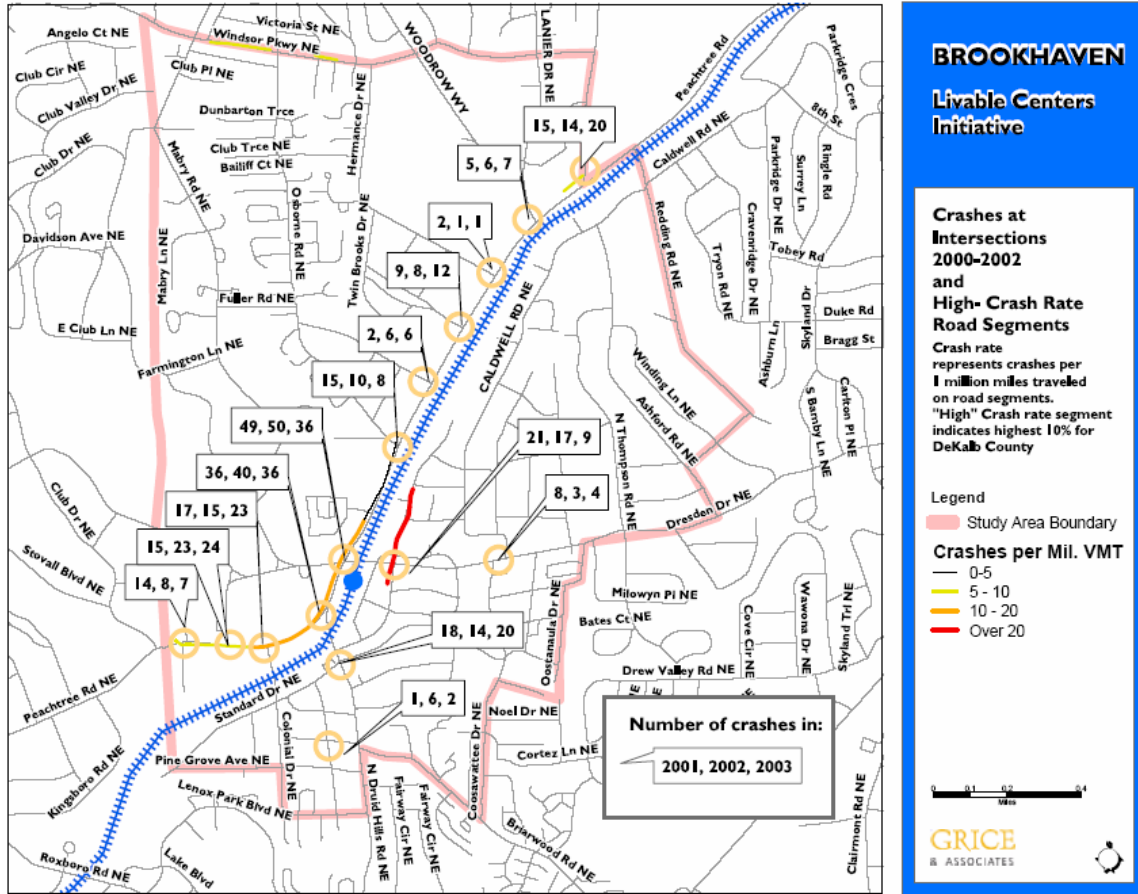 Angelo Ct NE
Victoria St NE
Windsor Pkwy NE
WOODROW WY
LANIER DR NE
Peachtree Rd
Parkridge Cres
Club Cir NE
Club Pl NE
Club Valley Dr NE
Dunbarton Trce
Hermance Dr NE
8th St
Club Dr NE
Club Trce NE
Bailiff Ct NE
Mabry Rd NE
15, 14, 20
Caldwell Rd NE
Parkridge Dr NE
Surrey Ln
Ringle Rd
5, 6, 7
Osborne Rd NE
Davidson Ave NE
Mabry Ln NE
2, 1, 1
Redding Rd NE
Cravenridge Dr NE
Tryon Rd NE
Tobey Rd
9, 8, 12
Twin Brooks Dr NE
Fuller Rd NE
Skyland Dr
Duke Rd
E Club Ln NE
2, 6, 6
CALDWELL RD NE
Ashburn Ln
Bragg St
Farmington Ln NE
15, 10, 8
Winding Ln NE
Ashford Rd NE
S Bamby Ln NE
Carlton Pl NE
49, 50, 36
21, 17, 9
N Thompson Rd NE
36, 40, 36
8, 3, 4
Dresden Dr NE
Club Dr NE
17, 15, 23
Stovall Blvd NE
15, 23, 24
14, 8, 7
Milowyn Pl NE
Bates Ct NE
Oostanaula Dr NE
Cove Cir NE
Wawona Dr NE
Skyland Trl NE
18, 14, 20
Drew Valley Rd NE
Peachtree Rd NE
Standard Dr NE
1, 6, 2
Noel Dr NE
Number of crashes in:
2001, 2002, 2003
Cortez Ln NE
Colonial Dr NE
Coosawattee Dr NE
Pine Grove Ave NE
Kingsboro Rd NE
Lenox Park Blvd NE
N Druid Hills Rd NE
Fairway Cir NE
Fairway Cir NE
Briarwood Rd NE
Clairmont Rd NE
Roxboro Rd NE
Lake Blvd
BROOKHAVEN
Livable Centers
Initiative
Crashes at
Intersections
2000-2002
and
High- Crash Rate
Road Segments
Crash rate
represents crashes per
1 million miles traveled
on road segments.
"High" Crash rate segment
indicates highest 10% for
DeKalb County
Legend
Study Area Boundary
Crashes per Mil. VMT
0-5
5 - 10
10 - 20
Over 20
0 0.1 0.2 0.4
Miles
GRICE
& ASSOCIATES